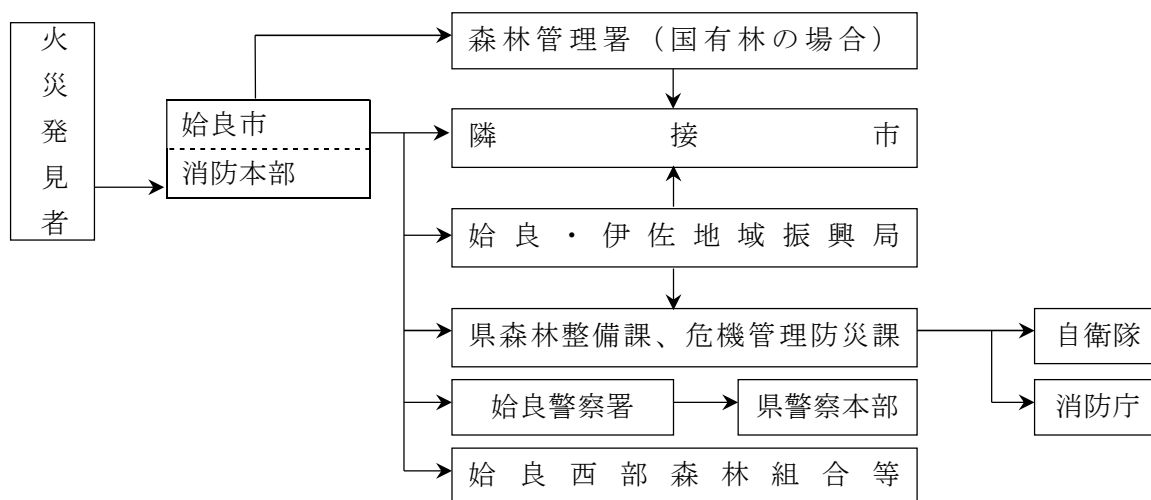 火災発見者
姶良市
消防本部
森林管理署（国有林の場合）
隣接市
姶良・伊佐地域振興局
県森林整備課、危機管理防災課
自衛隊
消防庁
姶良警察署
県警察本部
姶良西部森林組合等